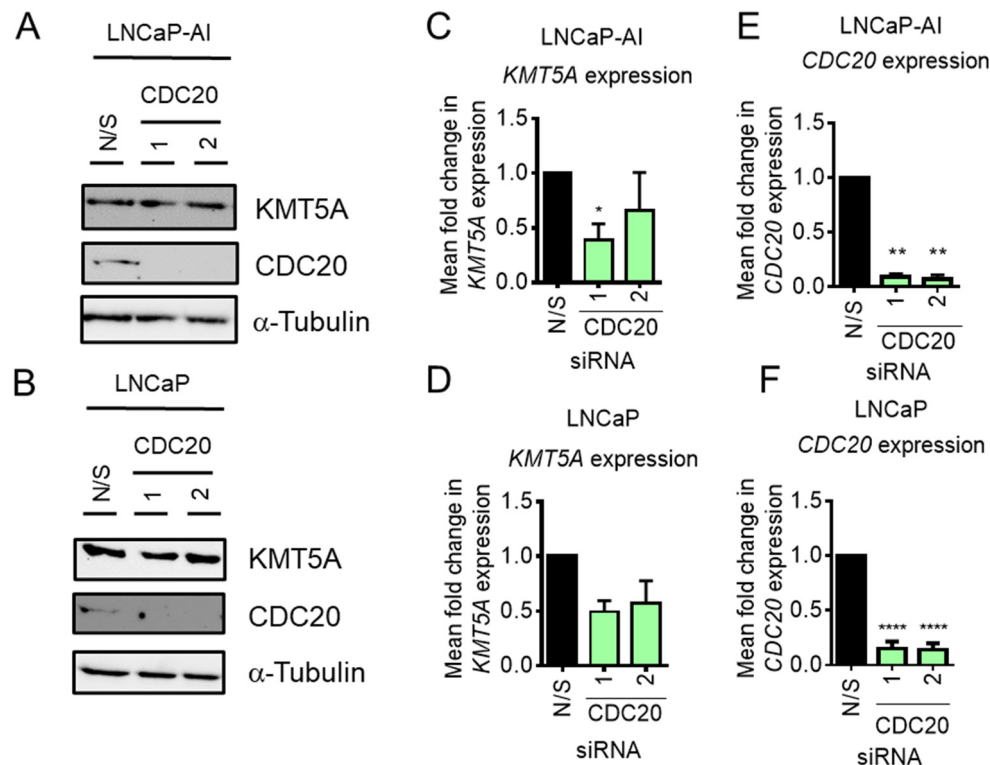 A
LNCaP-AI
CDC20
N/S
1
2
KMT5A
CDC20
α-Tubulin
B
LNCaP
CDC20
N/S
1
2
KMT5A
CDC20
α-Tubulin
C
LNCaP-AI
KMT5A expression
Mean fold change in
KMT5A expression
1.5
1.0
0.5
0.0
*
N/S
1
2
CDC20
siRNA
D
LNCaP
KMT5A expression
Mean fold change in
KMT5A expression
1.5
1.0
0.5
0.0
N/S
1
2
CDC20
siRNA
E
LNCaP-AI
CDC20 expression
Mean fold change in
CDC20 expression
1.5
1.0
0.5
0.0
** **
N/S
1
2
CDC20
siRNA
F
LNCaP
CDC20 expression
Mean fold change in
CDC20 expression
1.5
1.0
0.5
0.0
**** ****
N/S
1
2
CDC20
siRNA